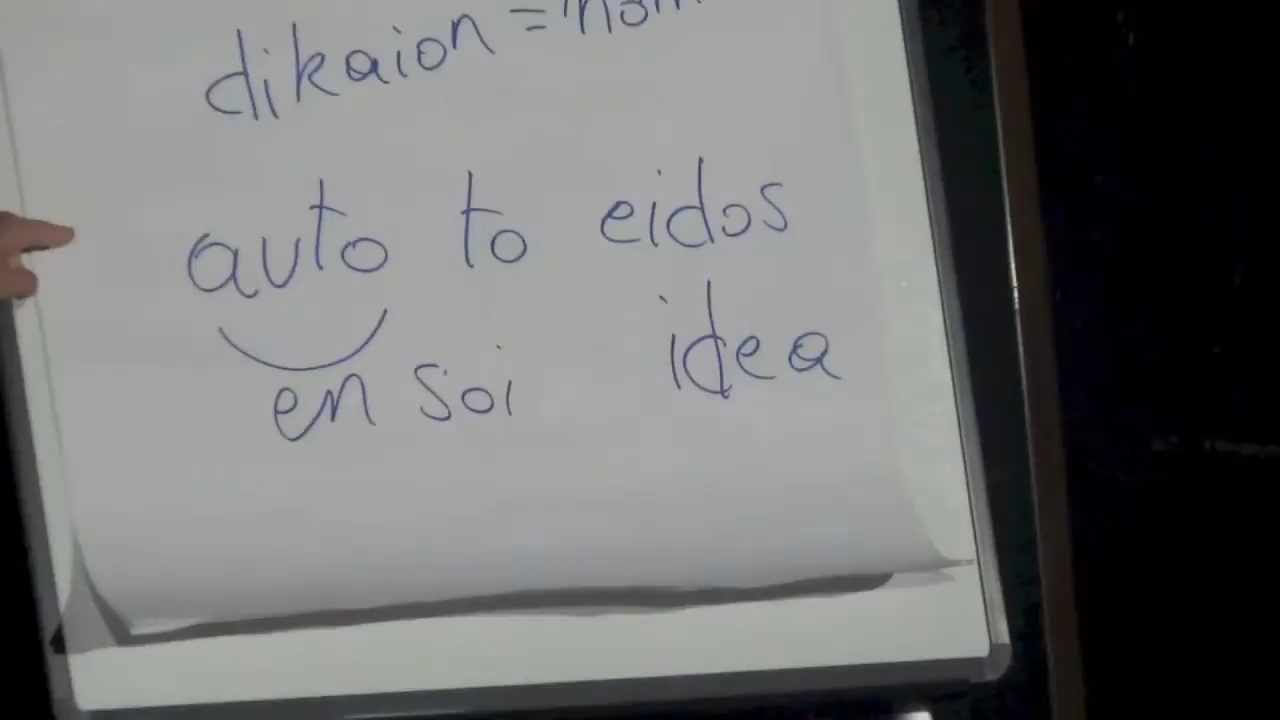 dikaion =
auto to eidos
en soi idea